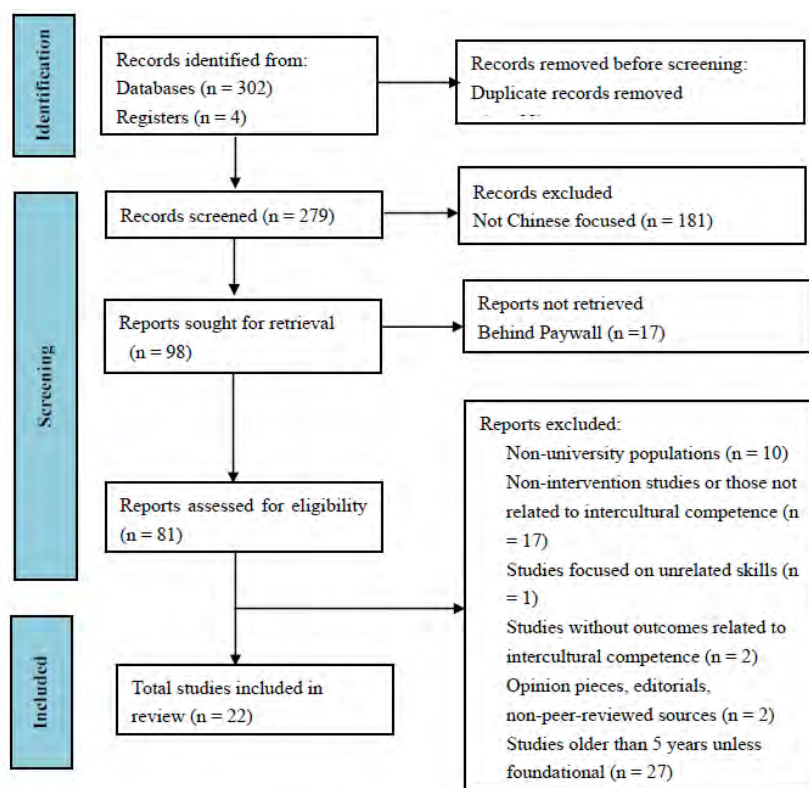 Identification
Records identified from:
Databases (n = 302)
Registers (n = 4)
Records removed before screening:
Duplicate records removed
Screening
Records screened (n = 279)
Records excluded
Not Chinese focused (n = 181)
Reports sought for retrieval
(n = 98)
Reports not retrieved
Behind Paywall (n =17)
Reports assessed for eligibility
(n = 81)
Reports excluded:
Non-university populations (n = 10)
Non-intervention studies or those not
related to intercultural competence (n
= 17)
Studies focused on unrelated skills (n
= 1)
Studies without outcomes related to
intercultural competence (n = 2)
Opinion pieces, editorials,
non-peer-reviewed sources (n = 2)
Studies older than 5 years unless
foundational (n = 27)
Included
Total studies included in
review (n = 22)